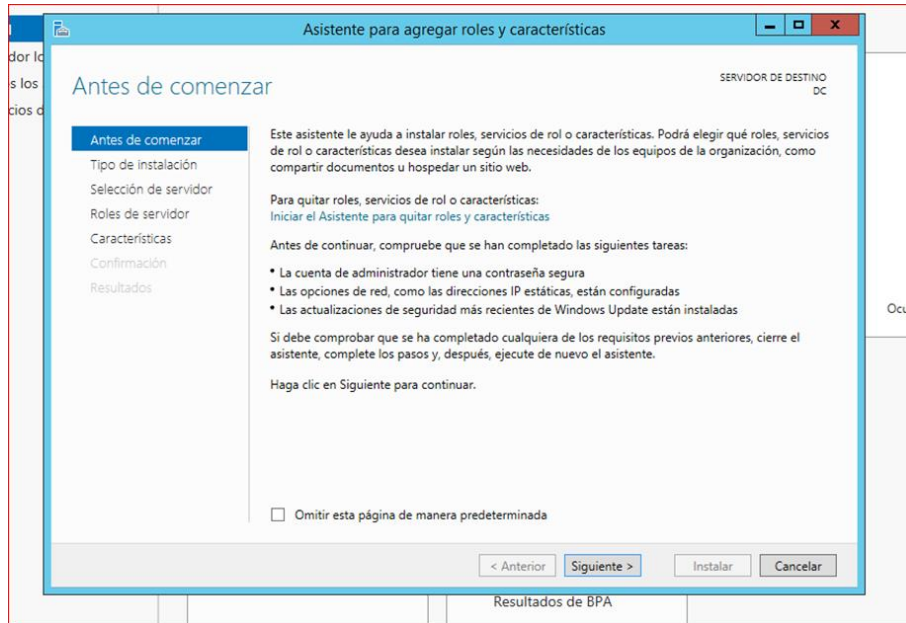 Asistente para agregar roles y características
dor lo
s los
cios d
Antes de comenzar
SERVIDOR DE DESTINO
DC
Antes de comenzar
Tipo de instalación
Selección de servidor
Roles de servidor
Características
Confirmación
Resultados
Este asistente le ayuda a instalar roles, servicios de rol o características. Podrá elegir qué roles, servicios
de rol o características desea instalar según las necesidades de los equipos de la organización, como
compartir documentos u hospedar un sitio web.
Para quitar roles, servicios de rol o características:
Iniciar el Asistente para quitar roles y características
Antes de continuar, compruebe que se han completado las siguientes tareas:
• La cuenta de administrador tiene una contraseña segura
• Las opciones de red, como las direcciones IP estáticas, están configuradas
• Las actualizaciones de seguridad más recientes de Windows Update están instaladas
Si debe comprobar que se ha completado cualquiera de los requisitos previos anteriores, cierre el
asistente, complete los pasos y, después, ejecute de nuevo el asistente.
Haga clic en Siguiente para continuar.
Omitir esta página de manera predeterminada
< Anterior Siguiente > Instalar Cancelar
Ocu
Resultados de BPA